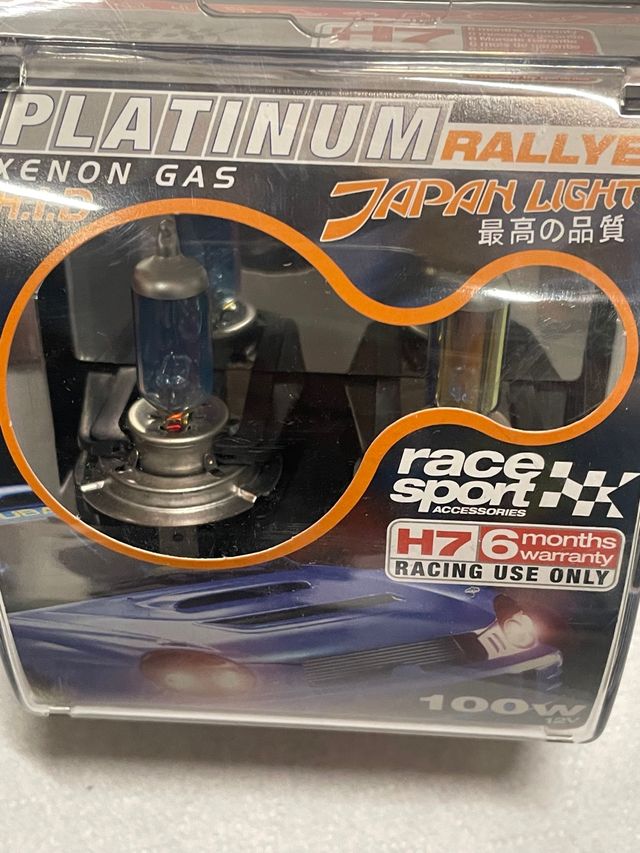 H7
PLATINUM RALLYE
XENON GAS
H.I.D
JAPAN LIGHT
最高の品質
race
sport
ACCESSORIES
H7 6 months
warranty
RACING USE ONLY
100W
12V